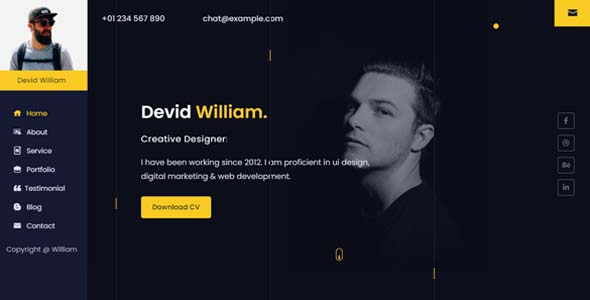 +01 234 567 890
chat@example.com
Devid William
Home
About
Service
Portfolio
Testimonial
Blog
Contact
Copyright @ William
Devid William.
Creative Designer
I have been working since 2012. I am proficient in ui design,
digital marketing & web development.
Download CV
f
Bē
in